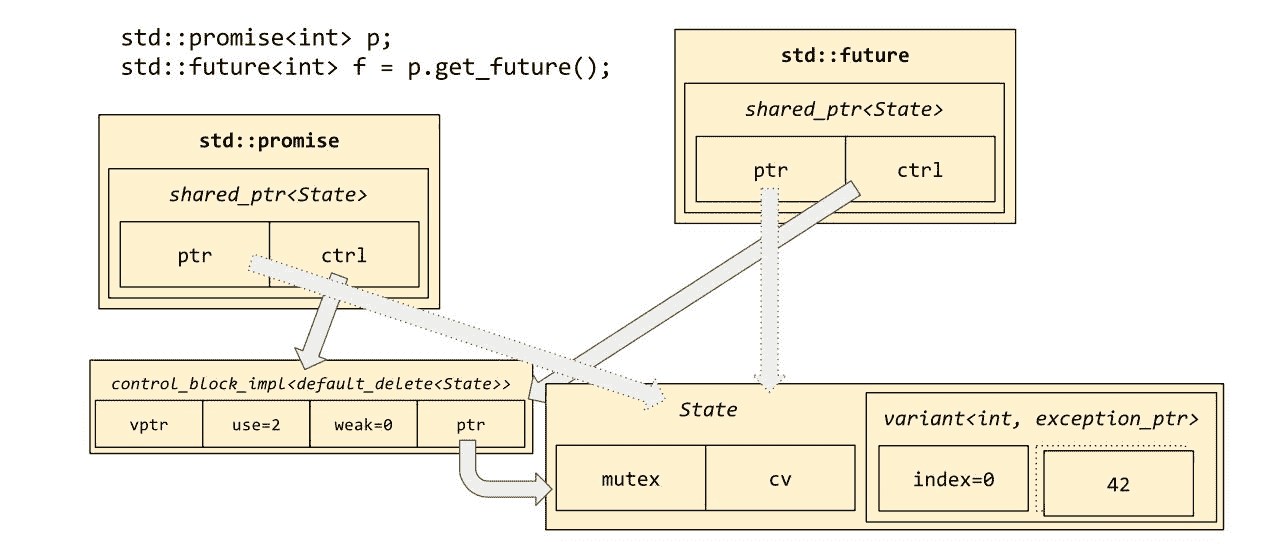 std::promise<int> p;
std::future<int> f = p.get_future();
std::future
shared_ptr<State>
ptr
ctrl
std::promise
shared_ptr<State>
ptr
ctrl
control_block_impl<default_delete<State>>
vptr
use=2
weak=0
ptr
State
mutex
cv
variant<int, exception_ptr>
index=0
42